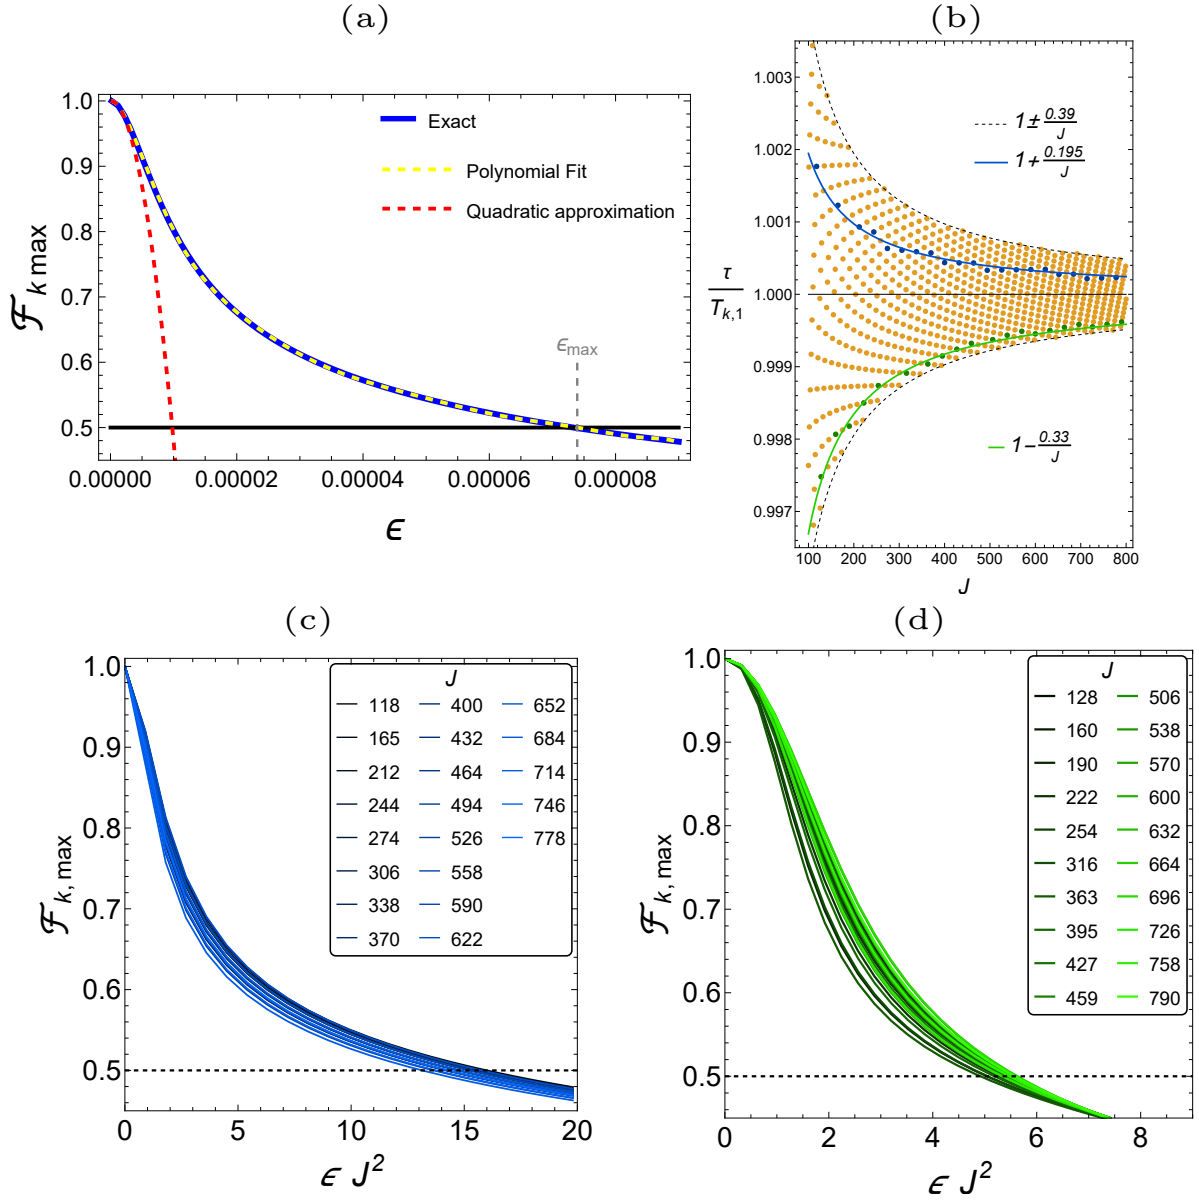 (a)
1.0
0.9
0.8
0.7
0.6
0.5
0.00000
0.00002
0.00004
0.00006
0.00008
ℱk max
ϵ
Exact
Polynomial Fit
Quadratic approximation
ϵmax
(b)
1.003
1.002
1.001
1.000
0.999
0.998
0.997
100 200 300 400 500 600 700 800
τ/Tk,1
J
1± 0.39/J
1+ 0.195/J
1− 0.33/J
(c)
1.0
0.9
0.8
0.7
0.6
0.5
0 5 10 15 20
ℱk, max
ϵ J²
J
118 400 652
165 432 684
212 464 714
244 494 746
274 526 778
306 558
338 590
370 622
(d)
1.0
0.9
0.8
0.7
0.6
0.5
0 2 4 6 8
ℱk, max
ϵ J²
J
128 506
160 538
190 570
222 600
254 632
316 664
363 696
395 726
427 758
459 790